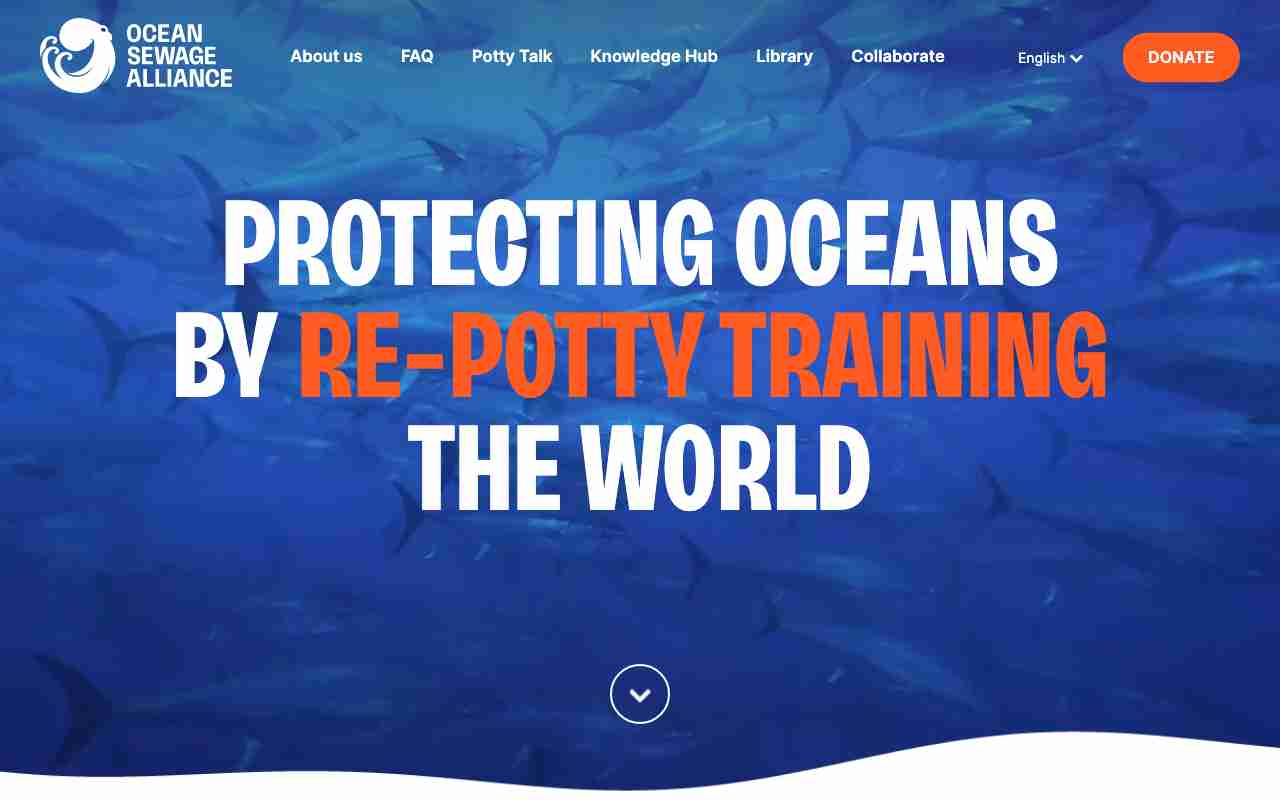 OCEAN
SEWAGE
ALLIANCE
About us
FAQ
Potty Talk
Knowledge Hub
Library
Collaborate
English
DONATE
PROTECTING OCEANS
BY RE-POTTY TRAINING
THE WORLD